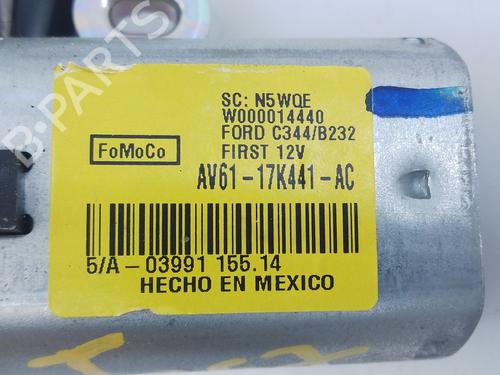 B-PARTS
SC: N5WQE
W000014440
FORD C344/B232
FIRST 12V
FoMoCo
AV61-17K441-AC
5/A-03991 155.14
HECHO EN MEXICO